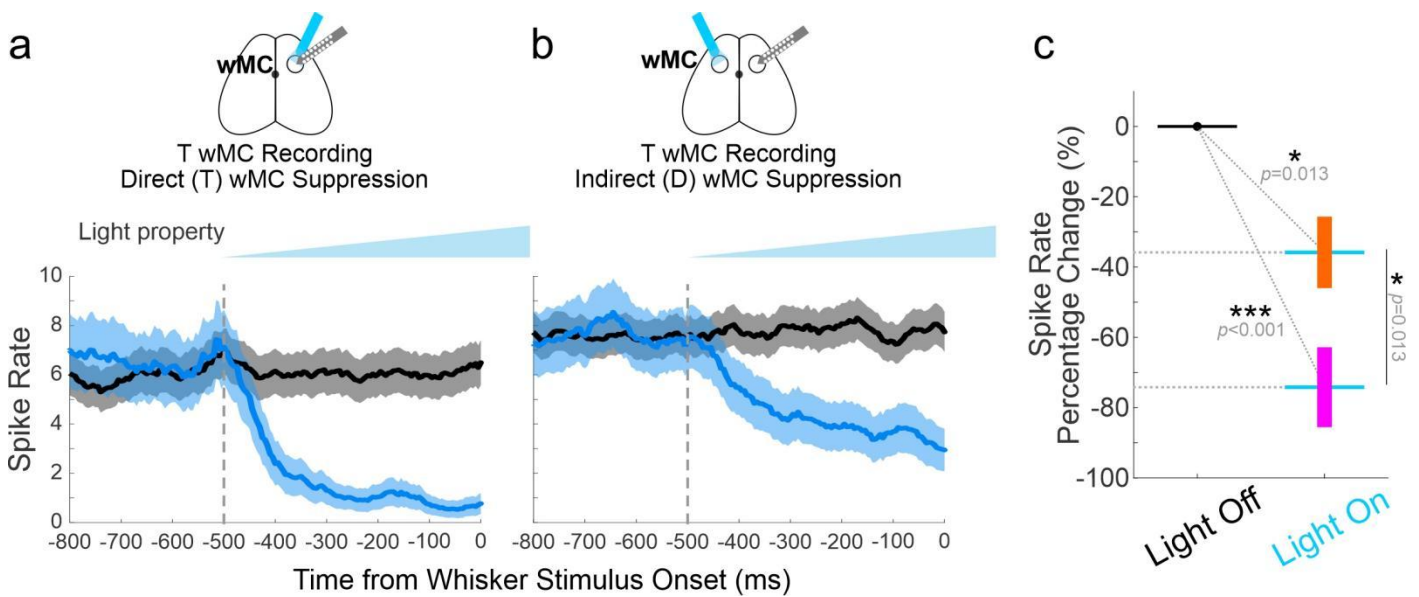 a
wMC
T wMC Recording
Direct (T) wMC Suppression
b
wMC
T wMC Recording
Indirect (D) wMC Suppression
c
Light property
Spike Rate
10
8
6
4
2
0
-800 -700 -600 -500 -400 -300 -200 -100 0
-800 -700 -600 -500 -400 -300 -200 -100 0
Time from Whisker Stimulus Onset (ms)
Spike Rate
Percentage Change (%)
0
-20
-40
-60
-80
-100
*
p=0.013
***
p<0.001
*
p=0.013
Light Off
Light On